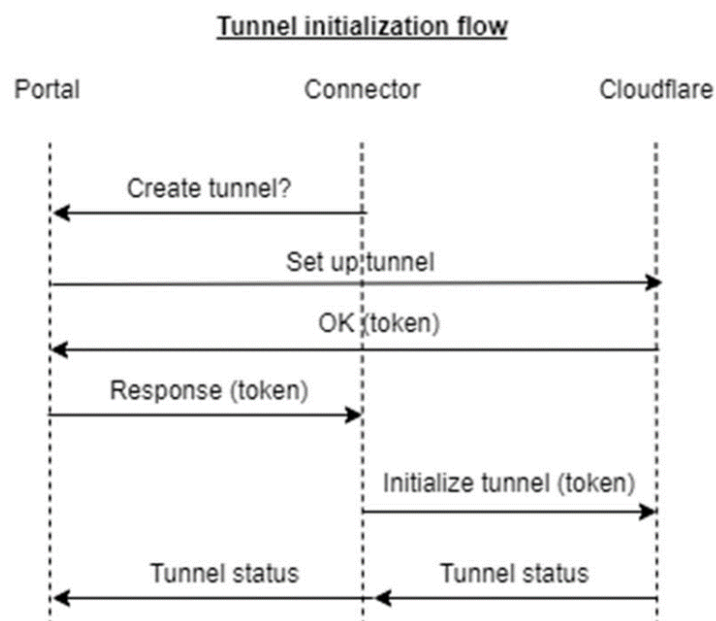 Tunnel initialization flow
Portal Connector Cloudflare
Create tunnel?
Set up tunnel
OK (token)
Response (token)
Initialize tunnel (token)
Tunnel status Tunnel status